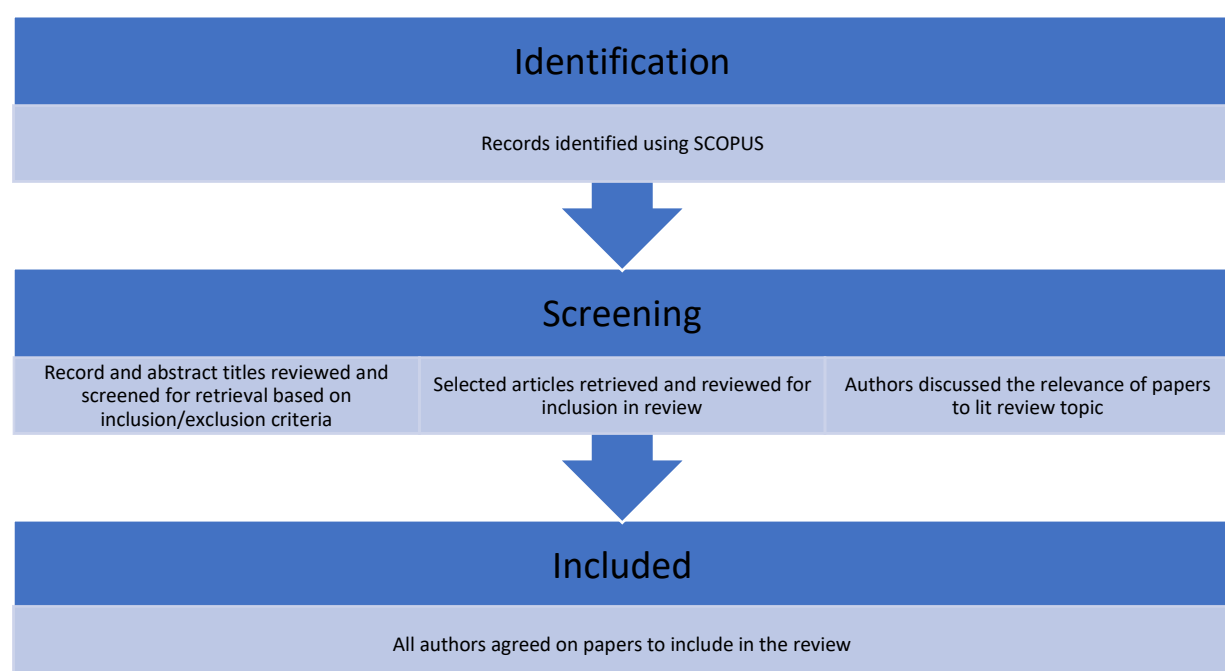 Identification
Records identified using SCOPUS
Screening
Record and abstract titles reviewed and
screened for retrieval based on
inclusion/exclusion criteria
Selected articles retrieved and reviewed for
inclusion in review
Authors discussed the relevance of papers
to lit review topic
Included
All authors agreed on papers to include in the review